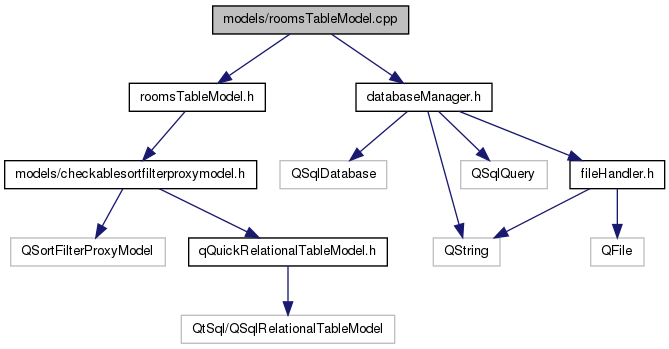 models/roomsTableModel.cpp
roomsTableModel.h
databaseManager.h
models/checkablesortfilterproxymodel.h
QSqlDatabase
QSqlQuery
fileHandler.h
QSortFilterProxyModel
qQuickRelationalTableModel.h
QString
QFile
QtSql/QSqlRelationalTableModel